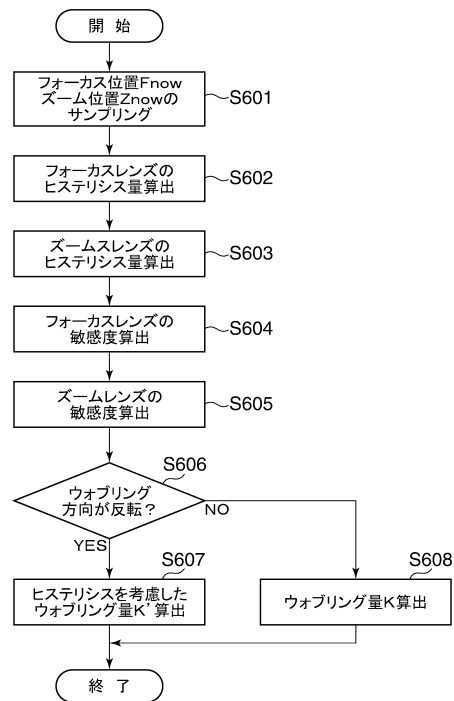 開 始
フォーカス位置Fnow
ズーム位置Znowの
サンプリング
S601
フォーカスレンズの
ヒステリシス量算出
S602
ズームスレンズの
ヒステリシス量算出
S603
フォーカスレンズの
敏感度算出
S604
ズームレンズの
敏感度算出
S605
S606
ウォブリング
方向が反転?
NO
YES
S607
ヒステリシスを考慮した
ウォブリング量K'算出
S608
ウォブリング量K算出
終 了